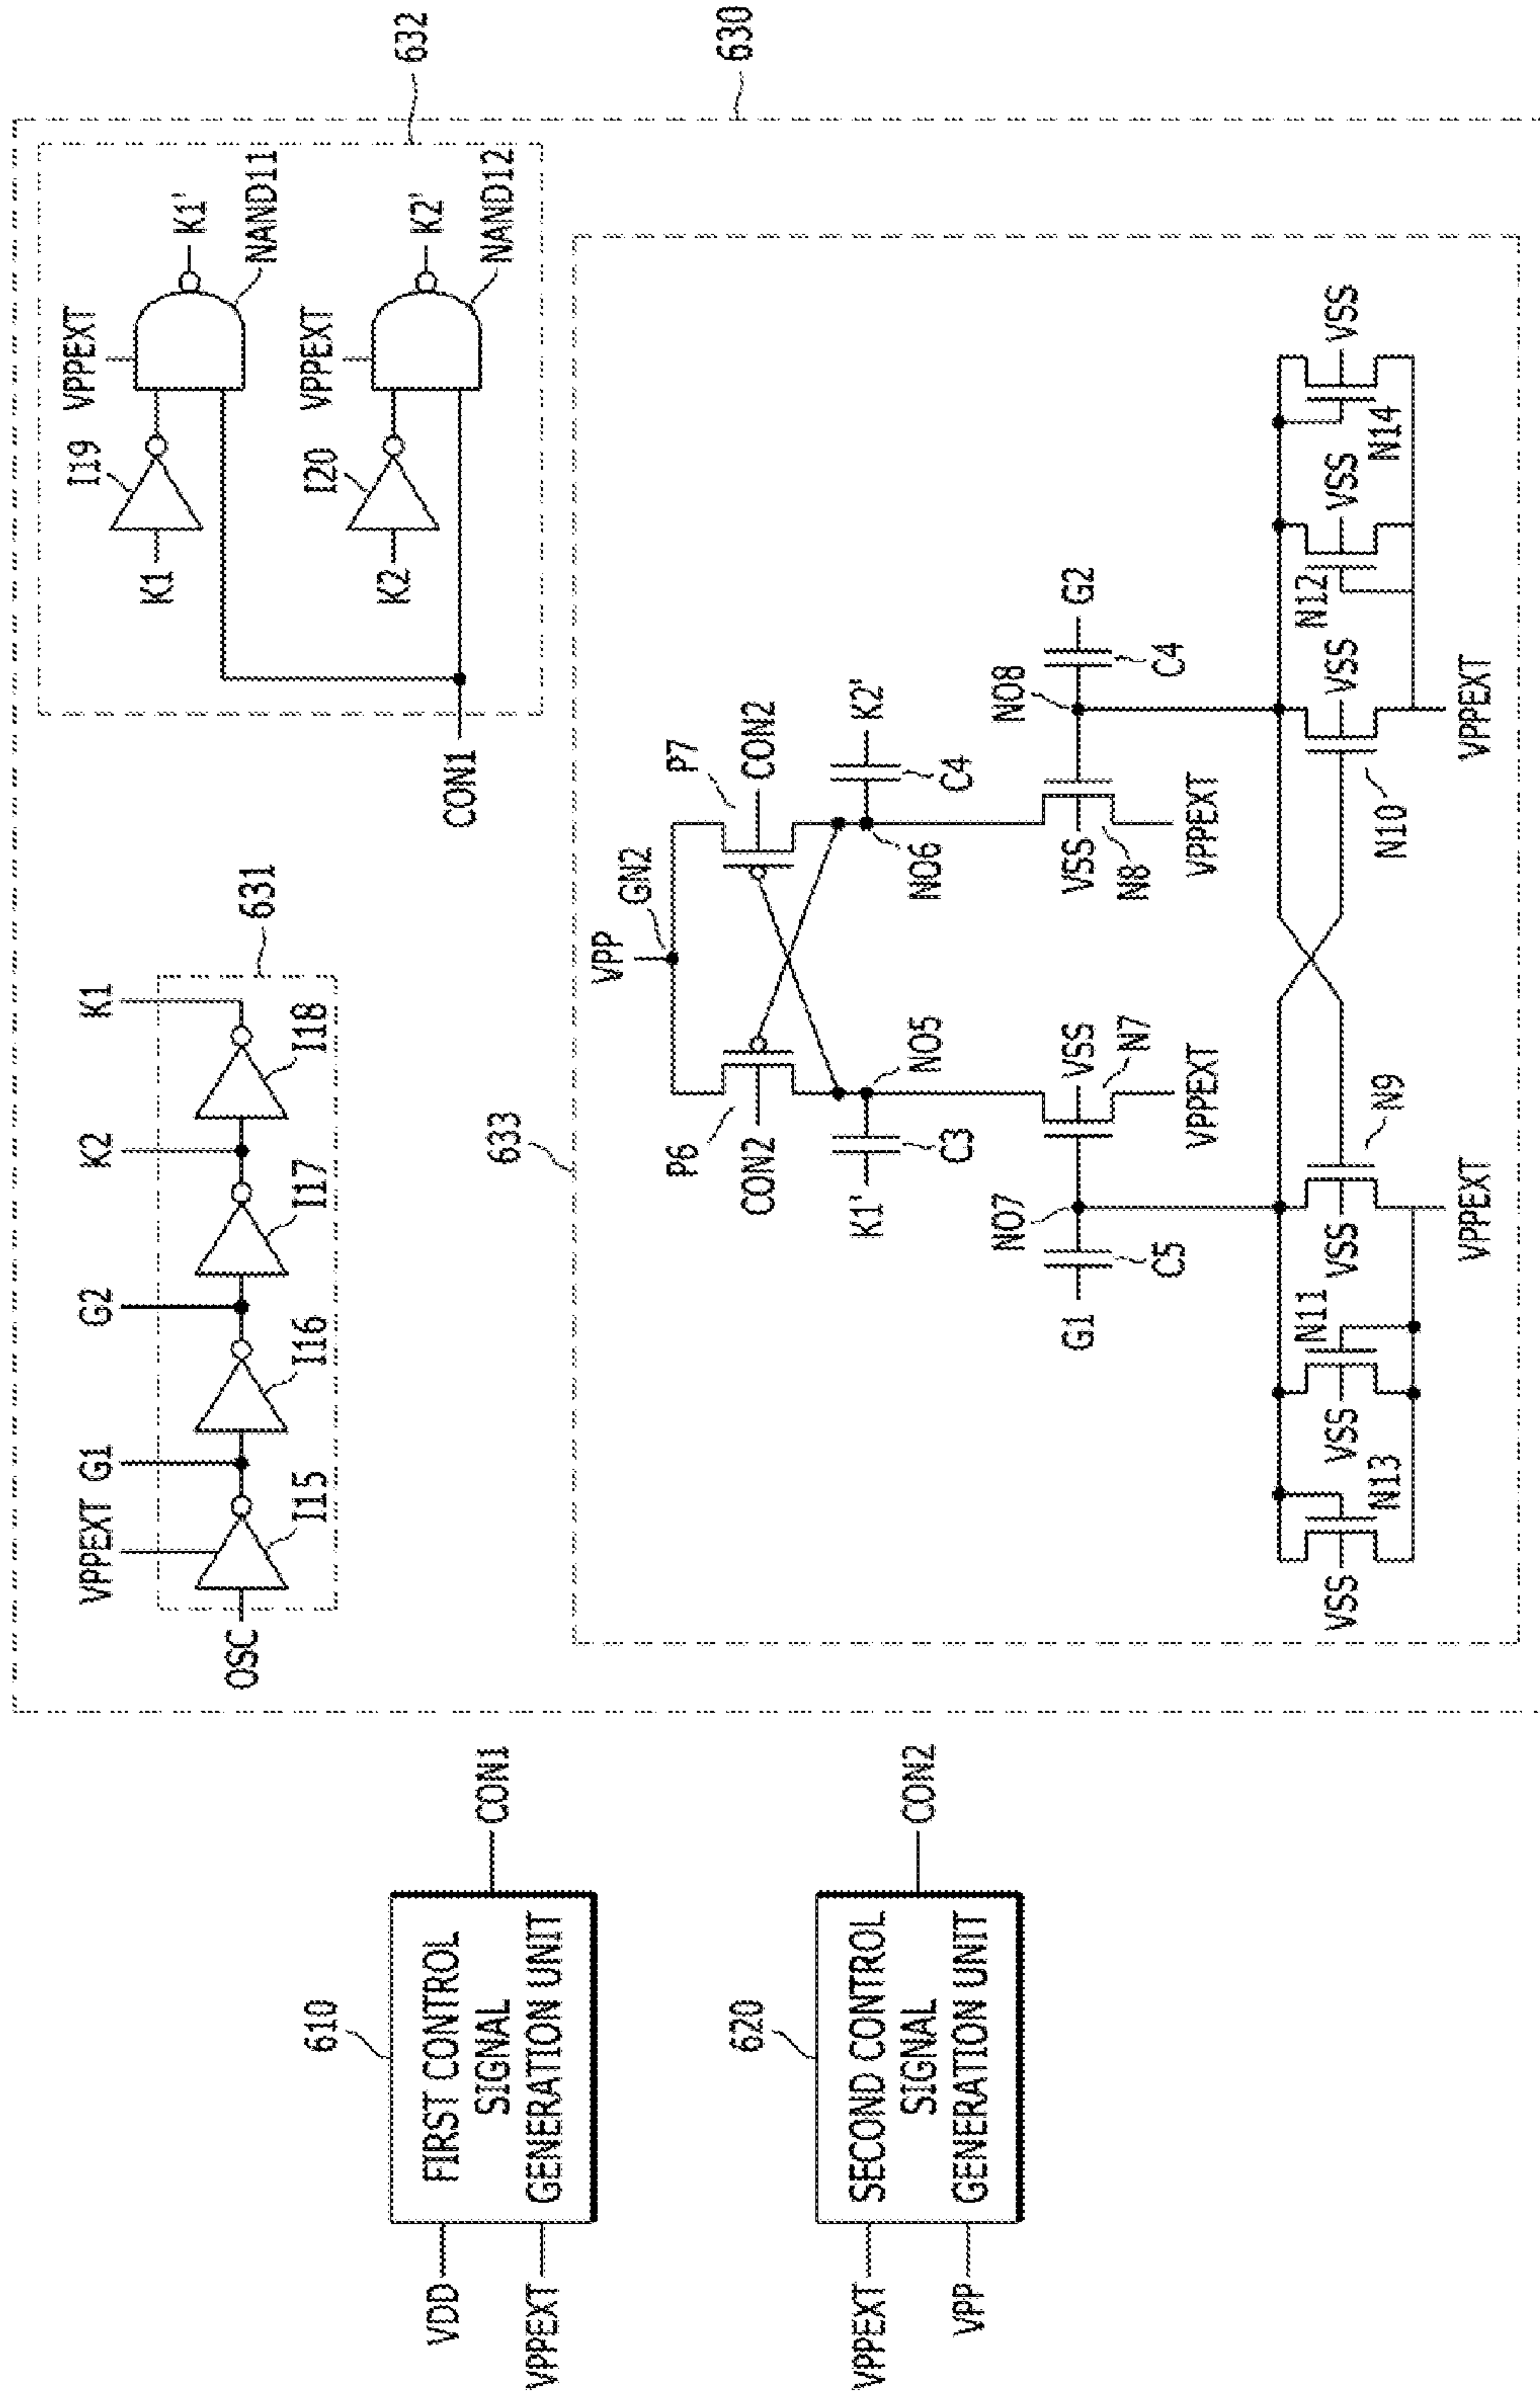 VDD
VPPEXT
610
FIRST CONTROL
SIGNAL
GENERATION UNIT
CON1
VPPEXT
VPP
620
SECOND CONTROL
SIGNAL
GENERATION UNIT
CON2
630
OSC
VPPEXT
G1
G2
K2
K1
I15
I16
I17
I18
631
632
K1
I19
VPPEXT
K1'
NAND11
K2
I20
VPPEXT
K2'
NAND12
CON1
633
VPP
GN2
P6
P7
CON2
CON2
K1'
C3
NO5
NO6
C4
K2'
G1
C5
NO7
VSS
N7
VPPEXT
VSS
N8
VPPEXT
NO8
C4
G2
VSS
N13
VSS
N11
VSS
N9
VPPEXT
N10
VSS
VPPEXT
N12
VSS
N14
VSS